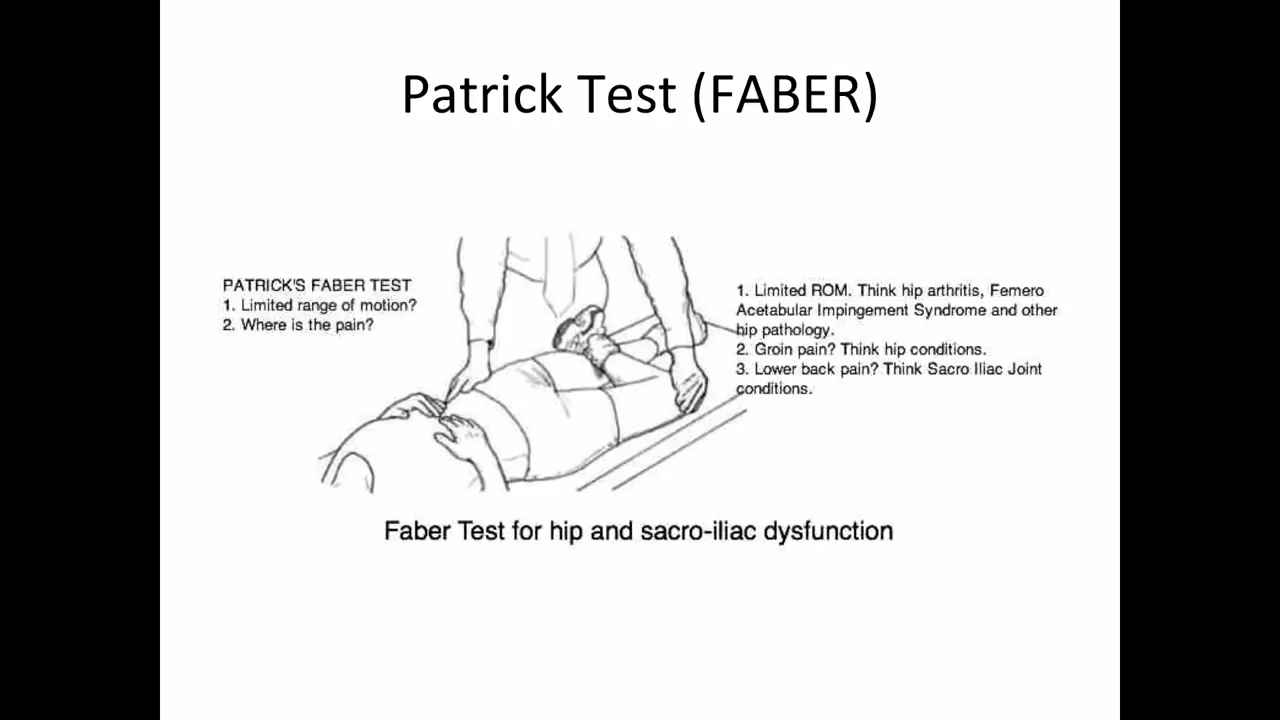 Patrick Test (FABER)
PATRICK'S FABER TEST
1. Limited range of motion?
2. Where is the pain?
1. Limited ROM. Think hip arthritis, Femero
Acetabular Impingement Syndrome and other
hip pathology.
2. Groin pain? Think hip conditions.
3. Lower back pain? Think Sacro Iliac Joint
conditions.
Faber Test for hip and sacro-iliac dysfunction